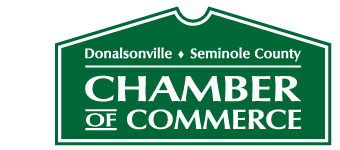 Donalsonville ♦ Seminole County
CHAMBER
OF COMMERCE